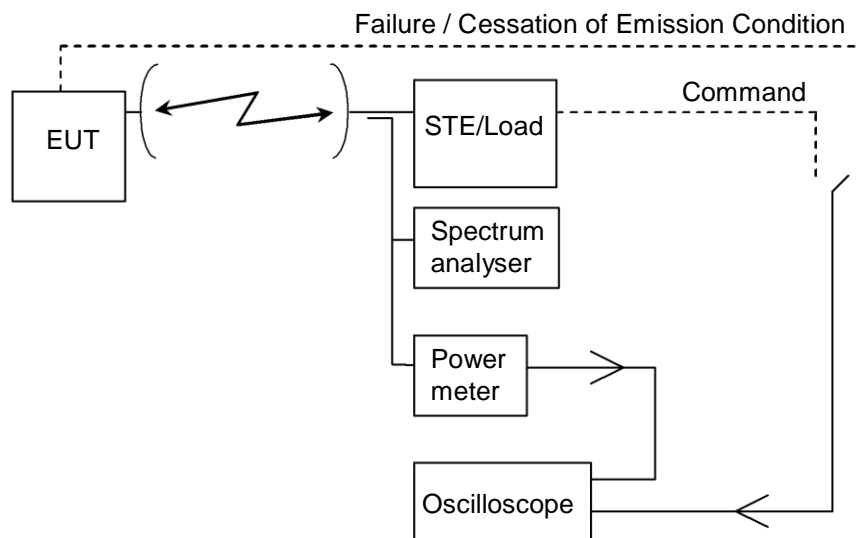 Failure / Cessation of Emission Condition
EUT
STE/Load
Command
Spectrum
analyser
Power
meter
Oscilloscope